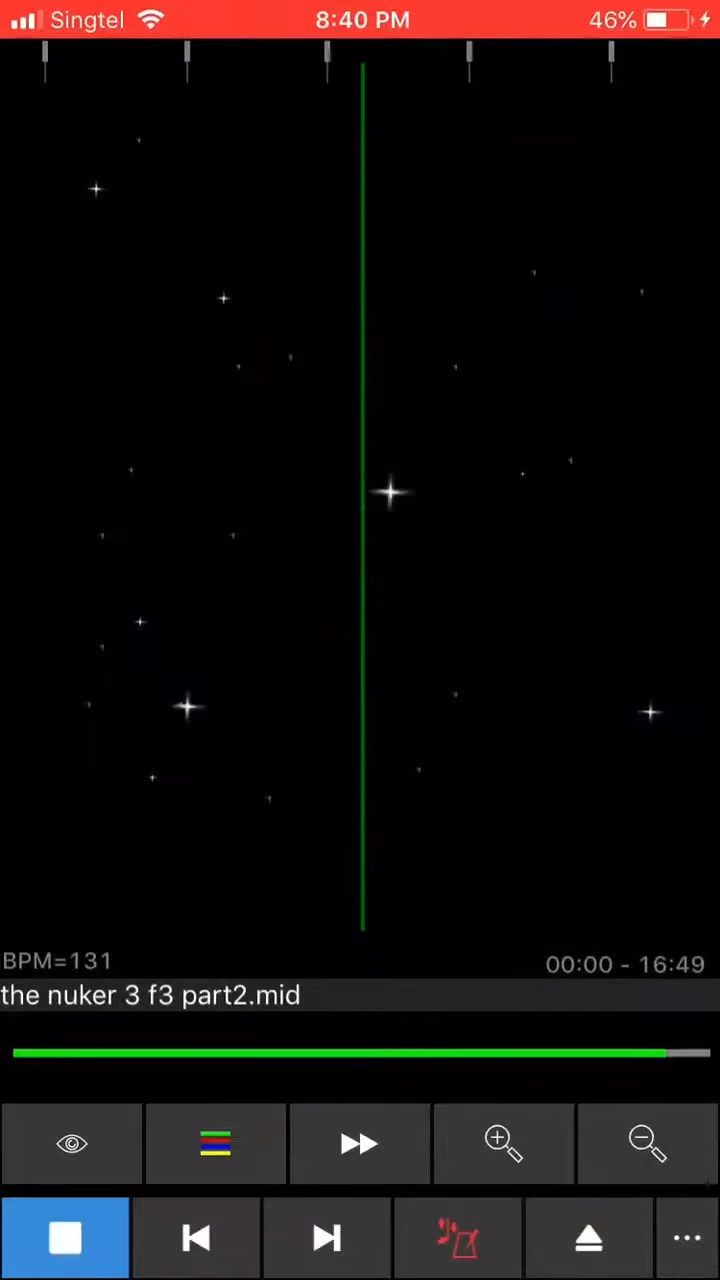 Singtel 8:40 PM 46%
BPM=131 00:00 - 16:49
the nuker 3 f3 part2.mid